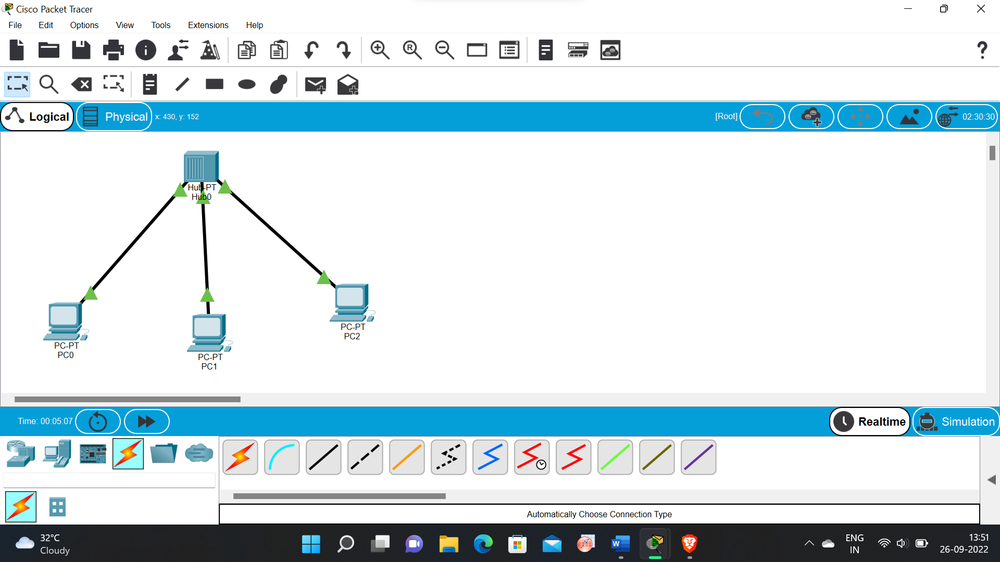 Cisco Packet Tracer
File Edit Options View Tools Extensions Help
R
?
Logical Physical x: 430, y: 152 [Root] 02:30:30
Hub-PT
Hub0
PC-PT
PC2
PC-PT
PC0
PC-PT
PC1
Time: 00:05:07 Realtime Simulation
Automatically Choose Connection Type
32°C
Cloudy
W
ENG
IN
13:51
26-09-2022